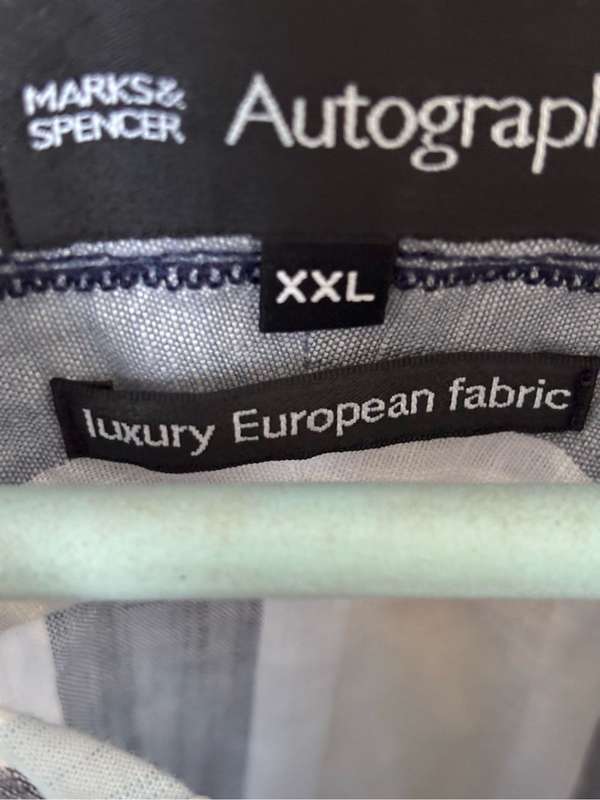 MARKS&
SPENCER
Autograph
XXL
luxury European fabric